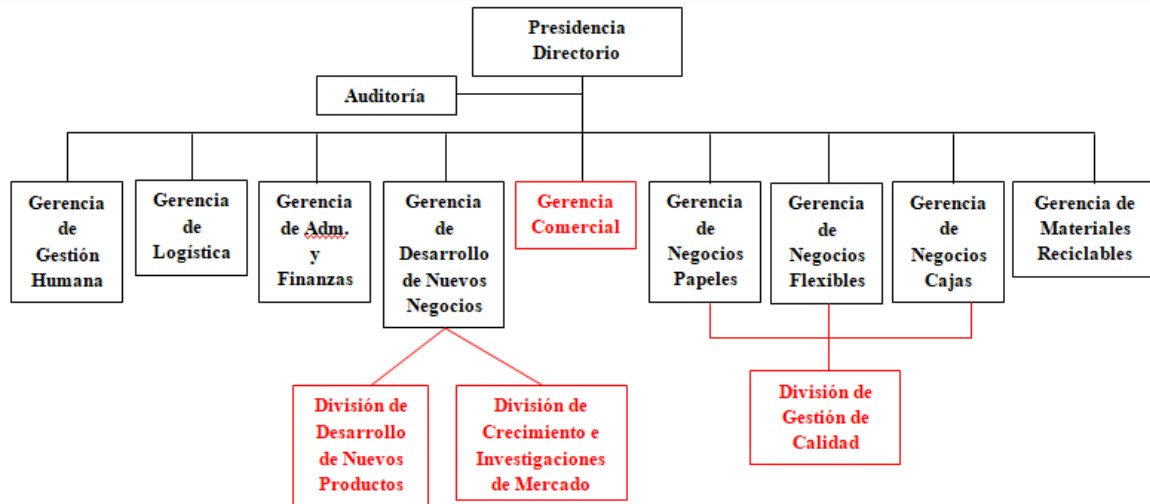 Presidencia
Directorio
Auditoría
Gerencia
de
Gestión
Humana
Gerencia
de
Logística
Gerencia
de Adm.
y
Finanzas
Gerencia
de
Desarrollo
de Nuevos
Negocios
Gerencia
Comercial
Gerencia
de
Negocios
Papeles
Gerencia
de
Negocios
Flexibles
Gerencia
de
Negocios
Cajas
Gerencia de
Materiales
Reciclables
División de
Desarrollo
de Nuevos
Productos
División de
Crecimiento e
Investigaciones
de Mercado
División de
Gestión de
Calidad